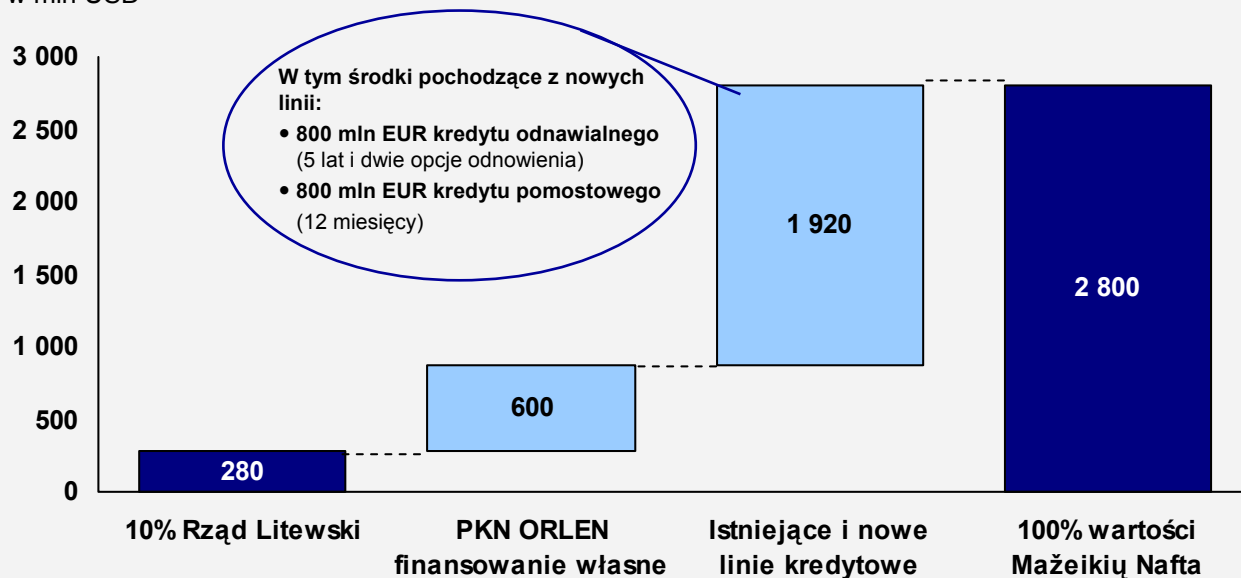 w mln USD
3 000
2 500
2 000
1 500
1 000
500
0
W tym środki pochodzące z nowych
linii:
• 800 mln EUR kredytu odnawialnego
(5 lat i dwie opcje odnowienia)
• 800 mln EUR kredytu pomostowego
(12 miesięcy)
280
600
1 920
2 800
10% Rząd Litewski
PKN ORLEN
finansowanie własne
Istniejące i nowe
linie kredytowe
100% wartości
Mažeikių Nafta